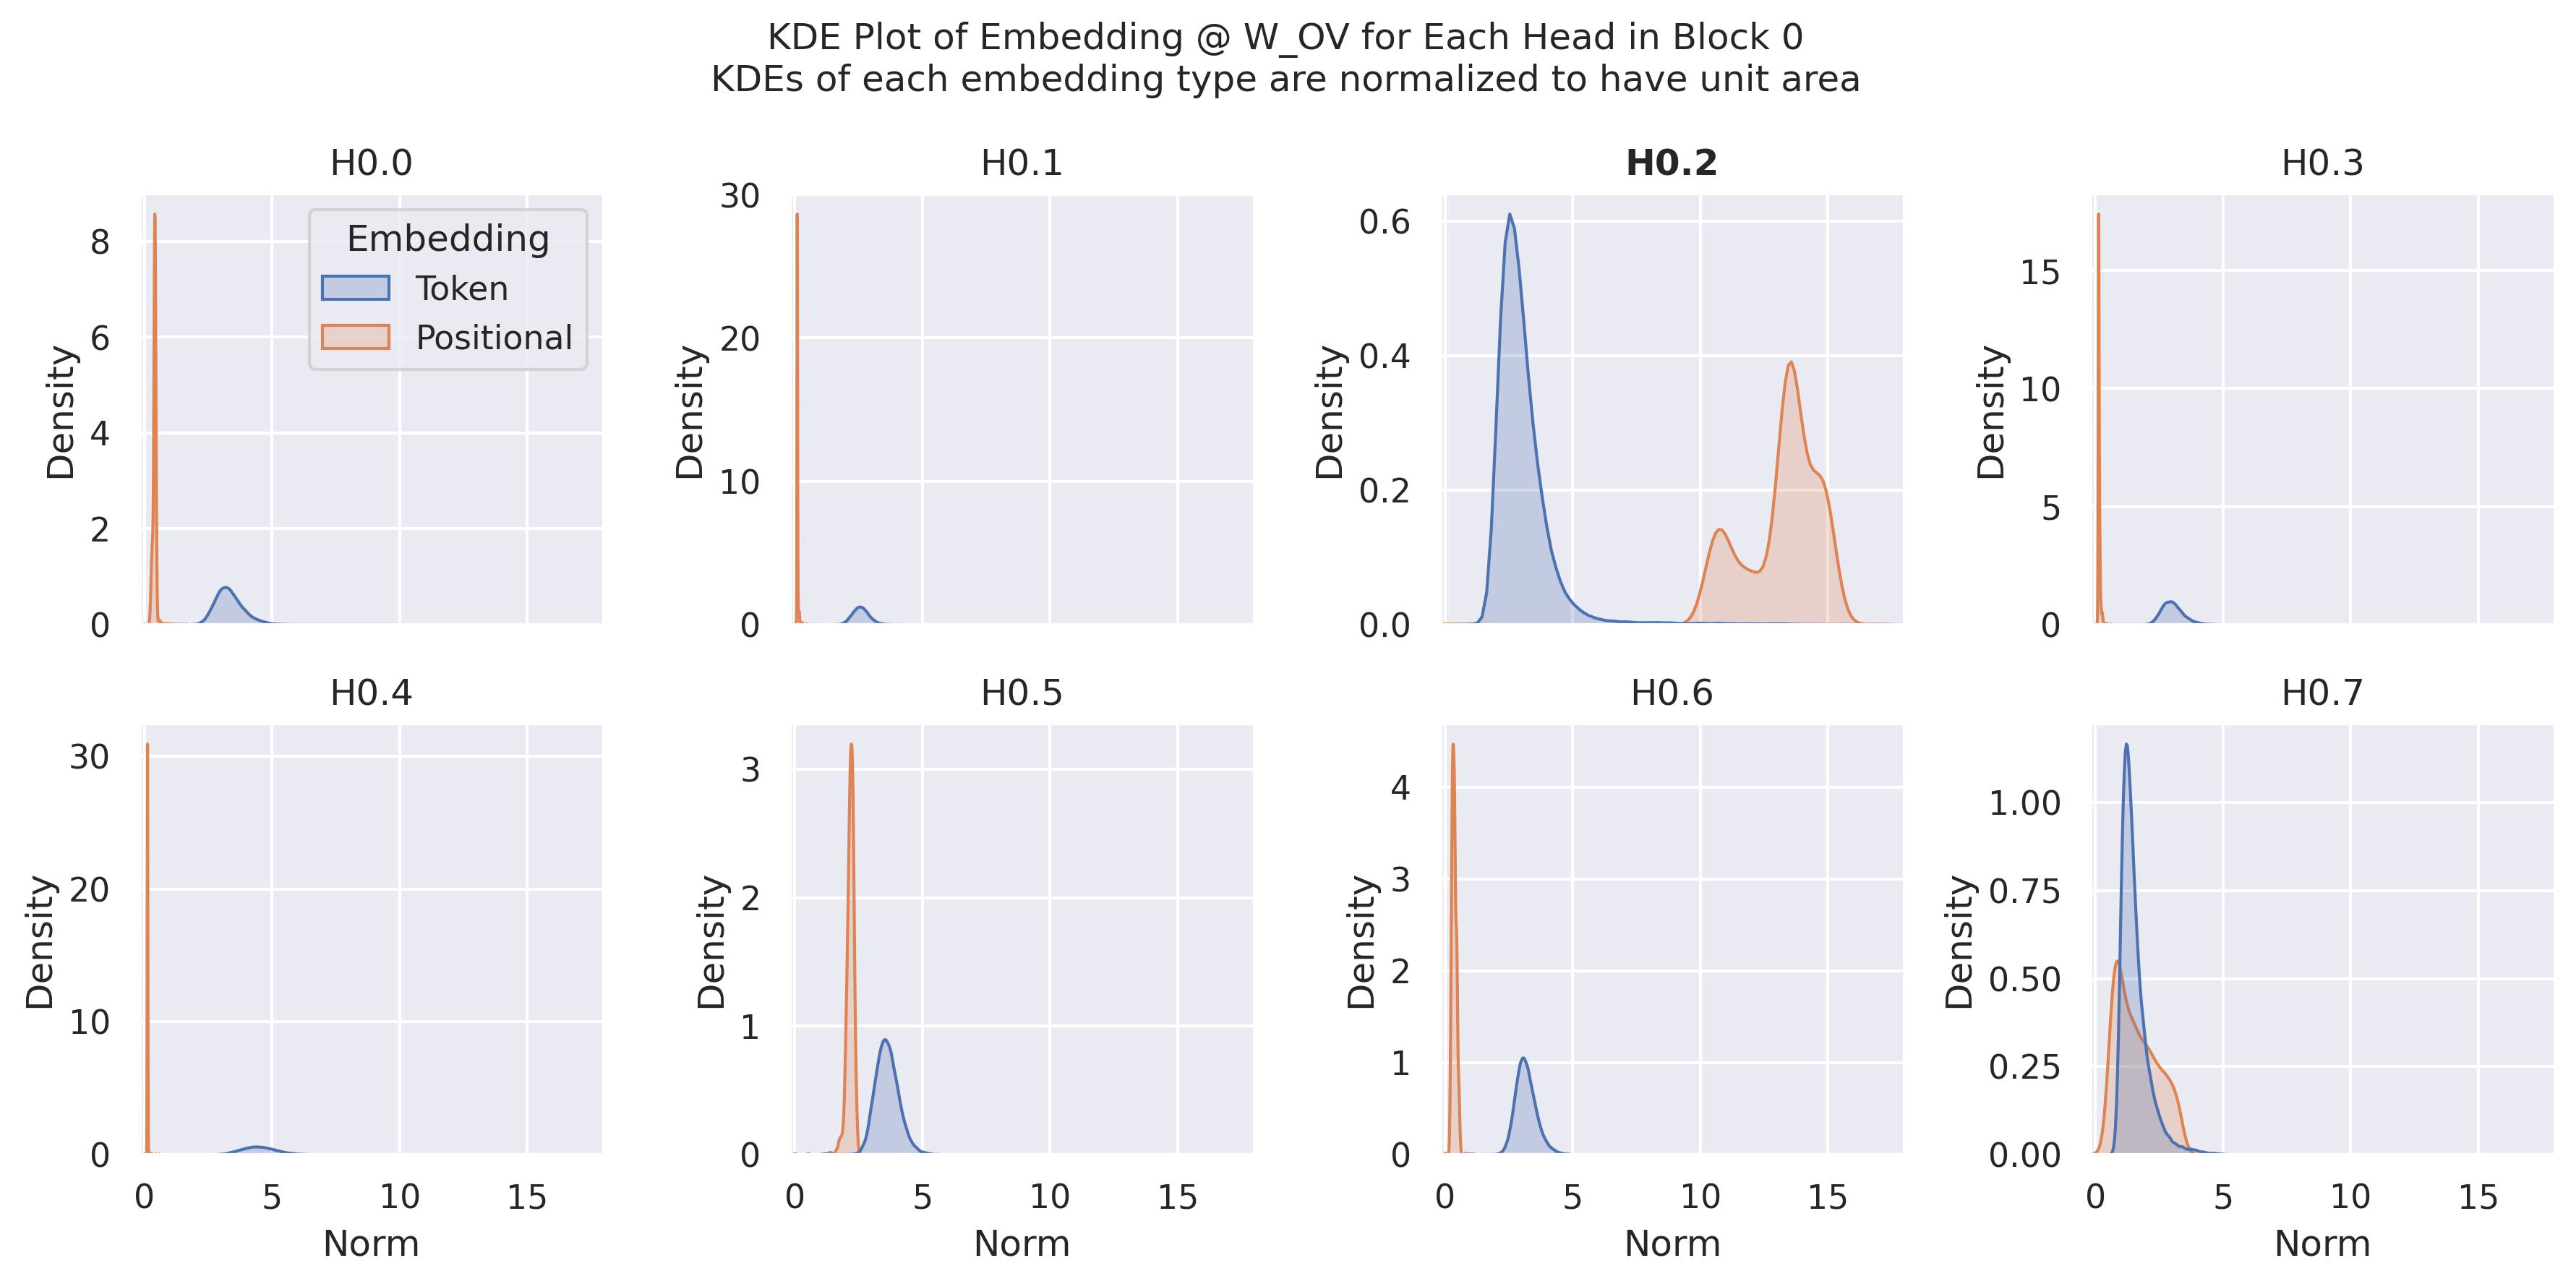 KDE Plot of Embedding @ W_OV for Each Head in Block 0
KDEs of each embedding type are normalized to have unit area
H0.0
Density
8
6
4
2
0
Embedding
Token
Positional
H0.1
Density
30
20
10
0
H0.2
Density
0.6
0.4
0.2
0.0
H0.3
Density
15
10
5
0
H0.4
Density
30
20
10
0
0 5 10 15
Norm
H0.5
Density
3
2
1
0
0 5 10 15
Norm
H0.6
Density
4
3
2
1
0
0 5 10 15
Norm
H0.7
Density
1.00
0.75
0.50
0.25
0.00
0 5 10 15
Norm